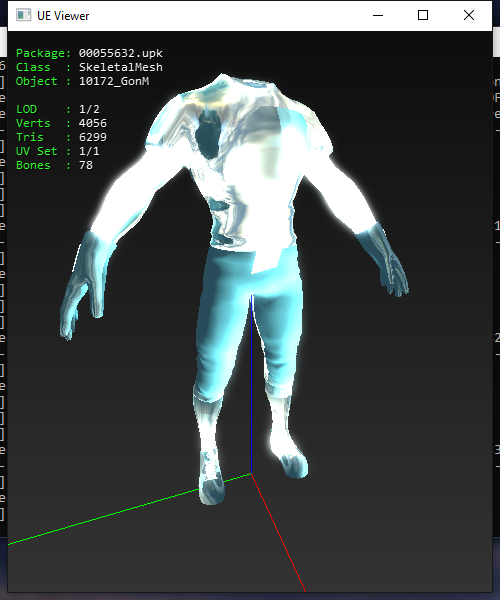 UE Viewer
Package: 00055632.upk
Class : SkeletalMesh
Object : 10172_GonM
LOD : 1/2
Verts : 4056
Tris : 6299
UV Set : 1/1
Bones : 78